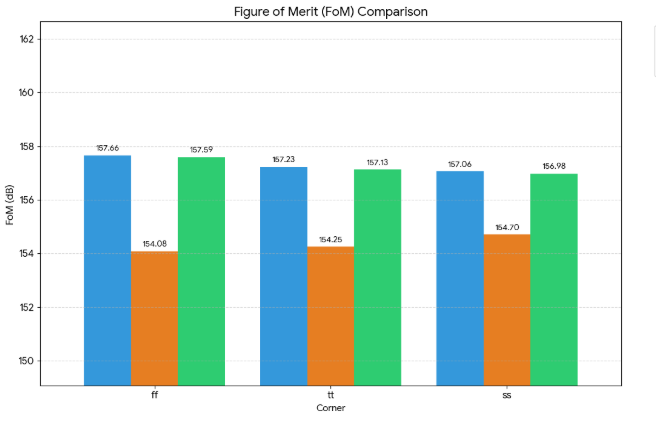 Figure of Merit (FoM) Comparison
162
160
158
156
154
152
150
FoM (dB)
157.66
154.08
157.59
157.23
154.25
157.13
157.06
154.70
156.98
ff
tt
ss
Corner